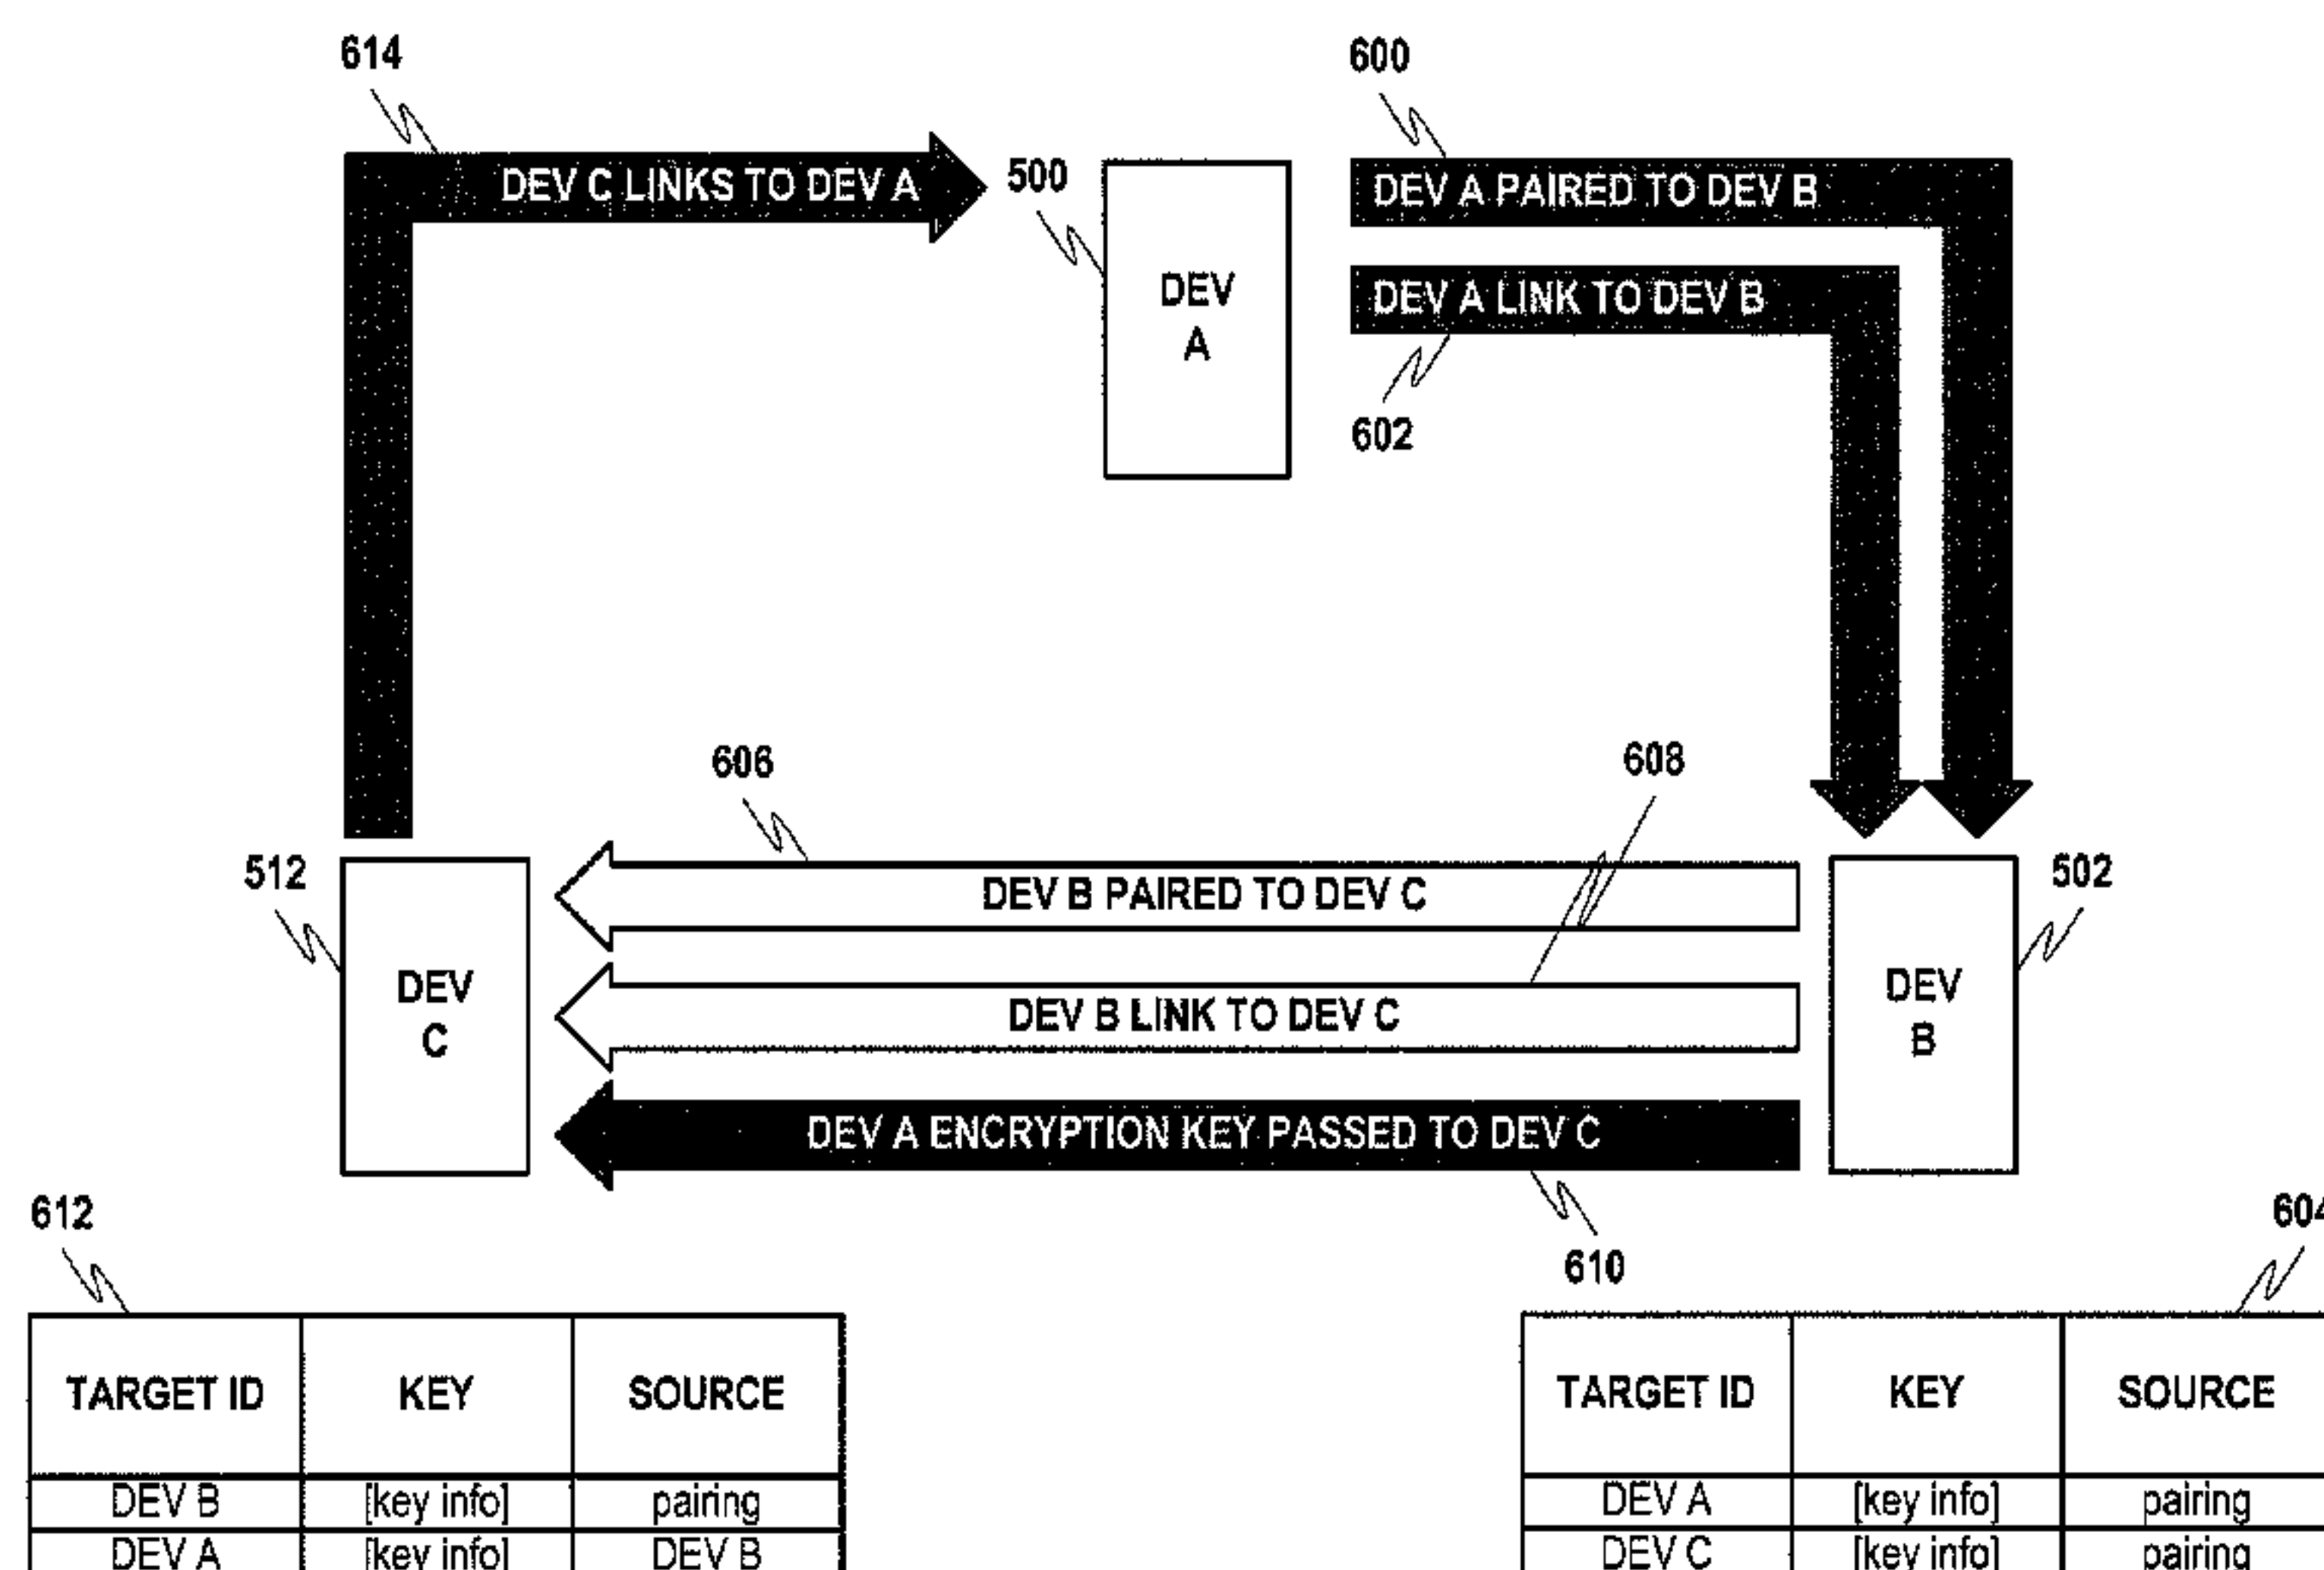 614
600
DEV C LINKS TO DEV A
500
DEV A PAIRED TO DEV B
DEV
A
DEV A LINK TO DEV B
602
606
608
512
DEV B PAIRED TO DEV C
502
DEV
C
DEV B LINK TO DEV C
DEV
B
DEV A ENCRYPTION KEY PASSED TO DEV C
612
604
610
TARGET ID KEY SOURCE
DEV B [key info] pairing
DEV A [key info] DEV B
TARGET ID KEY SOURCE
DEV A [key info] pairing
DEV C [key info] pairing